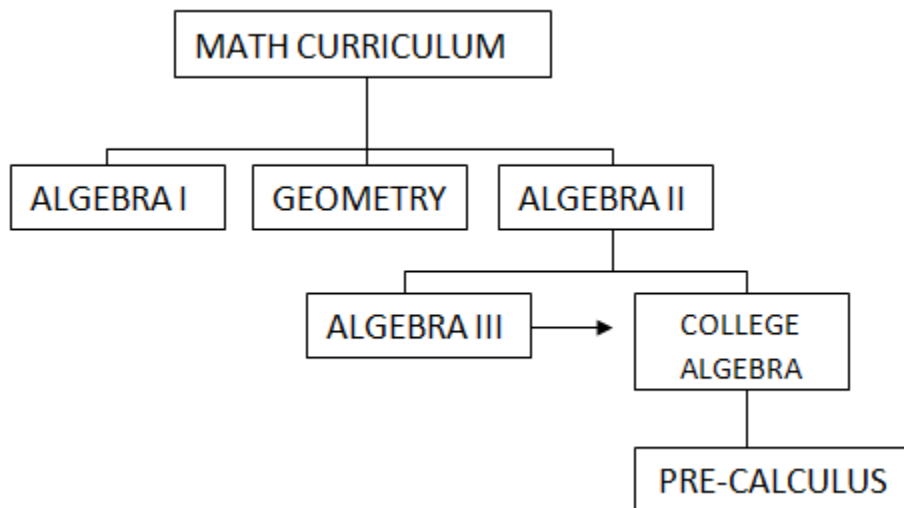 MATH CURRICULUM
ALGEBRA I
GEOMETRY
ALGEBRA II
ALGEBRA III
COLLEGE
ALGEBRA
PRE-CALCULUS